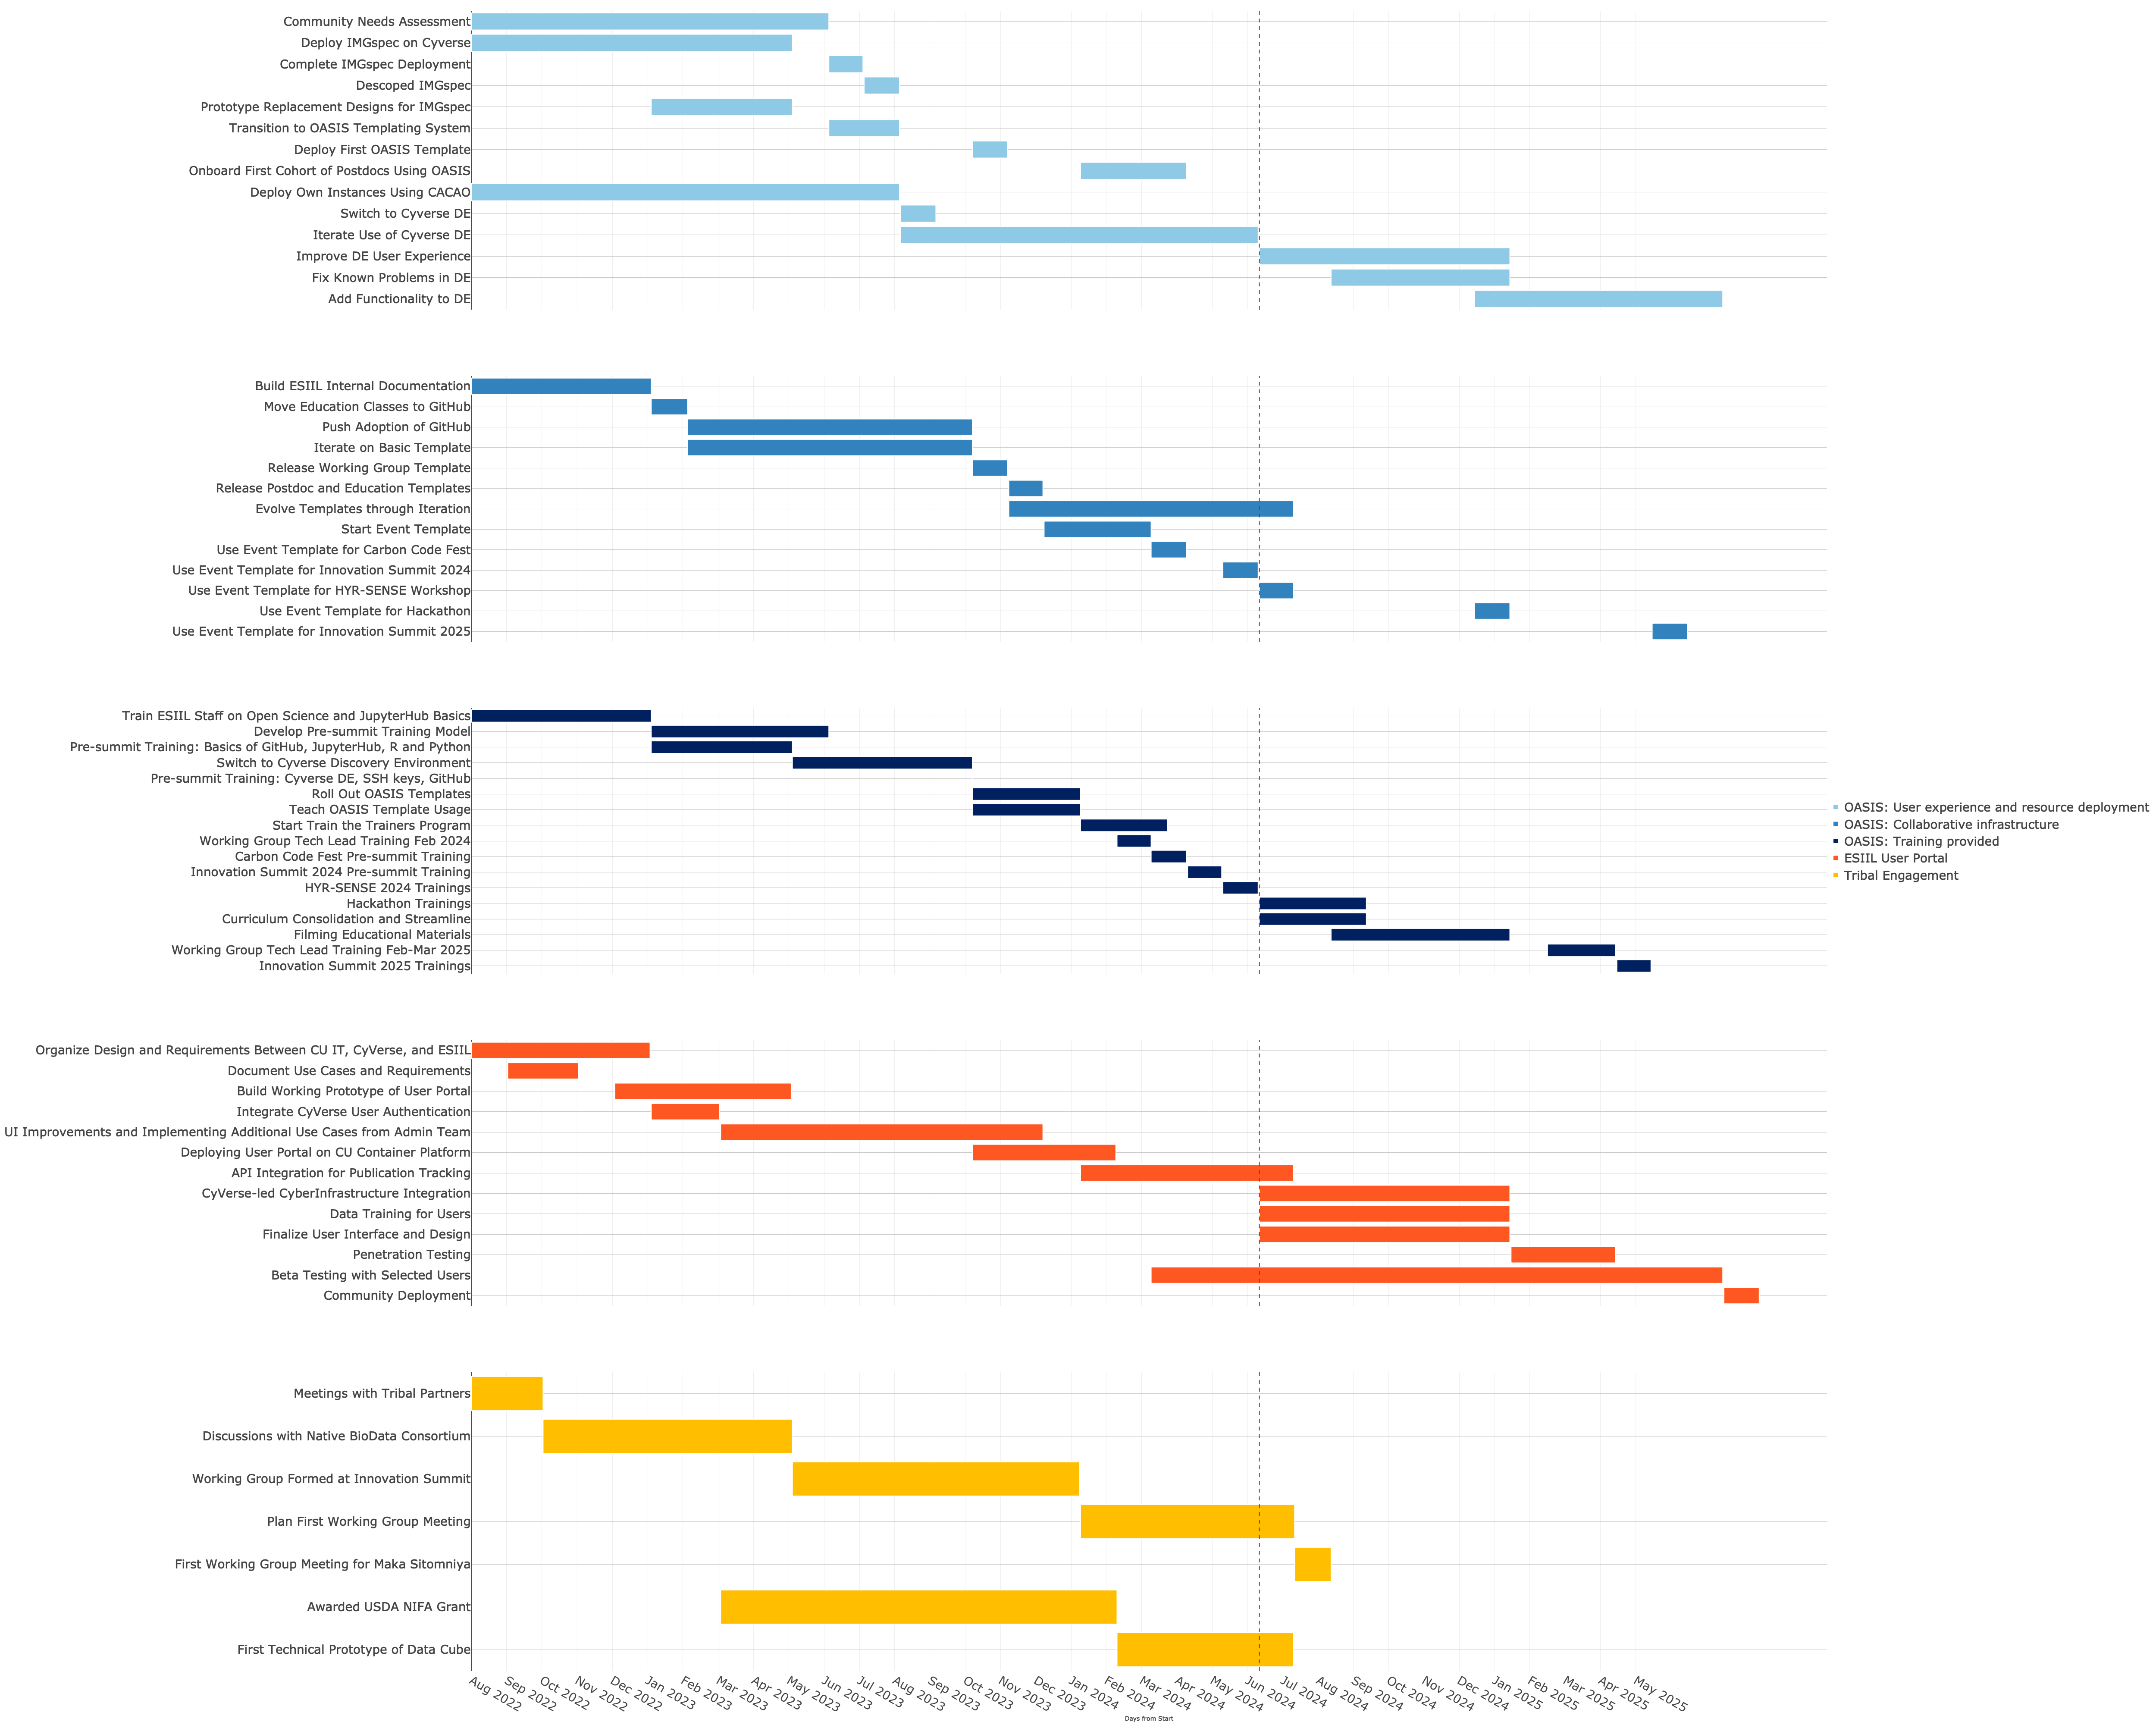 Community Needs Assessment
Deploy IMGspec on Cyverse
Complete IMGspec Deployment
Descoped IMGspec
Prototype Replacement Designs for IMGspec
Transition to OASIS Templating System
Deploy First OASIS Template
Onboard First Cohort of Postdocs Using OASIS
Deploy Own Instances Using CACAO
Switch to Cyverse DE
Iterate Use of Cyverse DE
Improve DE User Experience
Fix Known Problems in DE
Add Functionality to DE
Build ESIIL Internal Documentation
Move Education Classes to GitHub
Push Adoption of GitHub
Iterate on Basic Template
Release Working Group Template
Release Postdoc and Education Templates
Evolve Templates through Iteration
Start Event Template
Use Event Template for Carbon Code Fest
Use Event Template for Innovation Summit 2024
Use Event Template for HYR-SENSE Workshop
Use Event Template for Hackathon
Use Event Template for Innovation Summit 2025
Train ESIIL Staff on Open Science and JupyterHub Basics
Develop Pre-summit Training Model
Pre-summit Training: Basics of GitHub, JupyterHub, R and Python
Switch to Cyverse Discovery Environment
Pre-summit Training: Cyverse DE, SSH keys, GitHub
Roll Out OASIS Templates
Teach OASIS Template Usage
Start Train the Trainers Program
Working Group Tech Lead Training Feb 2024
Carbon Code Fest Pre-summit Training
Innovation Summit 2024 Pre-summit Training
HYR-SENSE 2024 Trainings
Hackathon Trainings
Curriculum Consolidation and Streamline
Filming Educational Materials
Working Group Tech Lead Training Feb-Mar 2025
Innovation Summit 2025 Trainings
OASIS: User experience and resource deployment
OASIS: Collaborative infrastructure
OASIS: Training provided
ESIIL User Portal
Tribal Engagement
Organize Design and Requirements Between CU IT, CyVerse, and ESIIL
Document Use Cases and Requirements
Build Working Prototype of User Portal
Integrate CyVerse User Authentication
UI Improvements and Implementing Additional Use Cases from Admin Team
Deploying User Portal on CU Container Platform
API Integration for Publication Tracking
CyVerse-led CyberInfrastructure Integration
Data Training for Users
Finalize User Interface and Design
Penetration Testing
Beta Testing with Selected Users
Community Deployment
Meetings with Tribal Partners
Discussions with Native BioData Consortium
Working Group Formed at Innovation Summit
Plan First Working Group Meeting
First Working Group Meeting for Maka Sitomniya
Awarded USDA NIFA Grant
First Technical Prototype of Data Cube
Aug 2022
Sep 2022
Oct 2022
Nov 2022
Dec 2022
Jan 2023
Feb 2023
Mar 2023
Apr 2023
May 2023
Jun 2023
Jul 2023
Aug 2023
Sep 2023
Oct 2023
Nov 2023
Dec 2023
Jan 2024
Feb 2024
Mar 2024
Apr 2024
May 2024
Jun 2024
Jul 2024
Aug 2024
Sep 2024
Oct 2024
Nov 2024
Dec 2024
Jan 2025
Feb 2025
Mar 2025
Apr 2025
May 2025
Days from Start